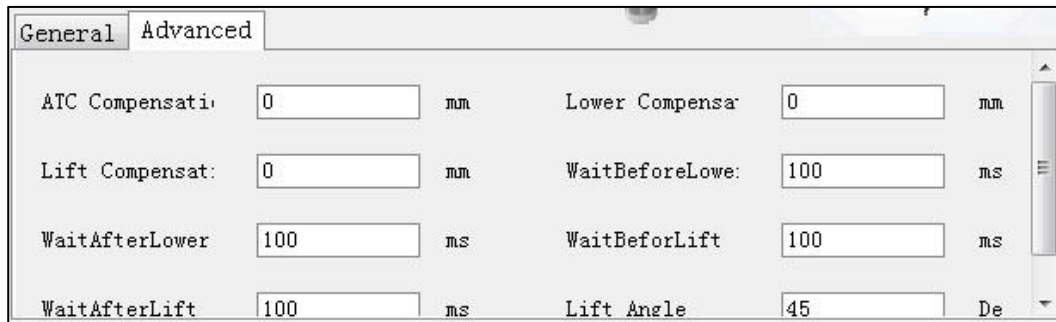 General Advanced
ATC Compensati 0 mm Lower Compensa 0 mm
Lift Compensat 0 mm WaitBeforeLowe 100 ms
WaitAfterLower 100 ms WaitBeforLift 100 ms
WaitAfterLift 100 ms Lift Angle 45 De